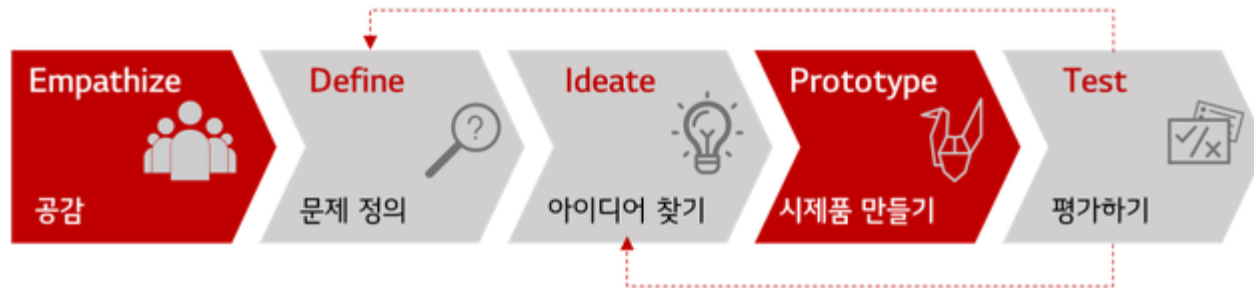 Empathize
Define
Ideate
Prototype
Test
?
공감
문제 정의
아이디어 찾기
시제품 만들기
평가하기